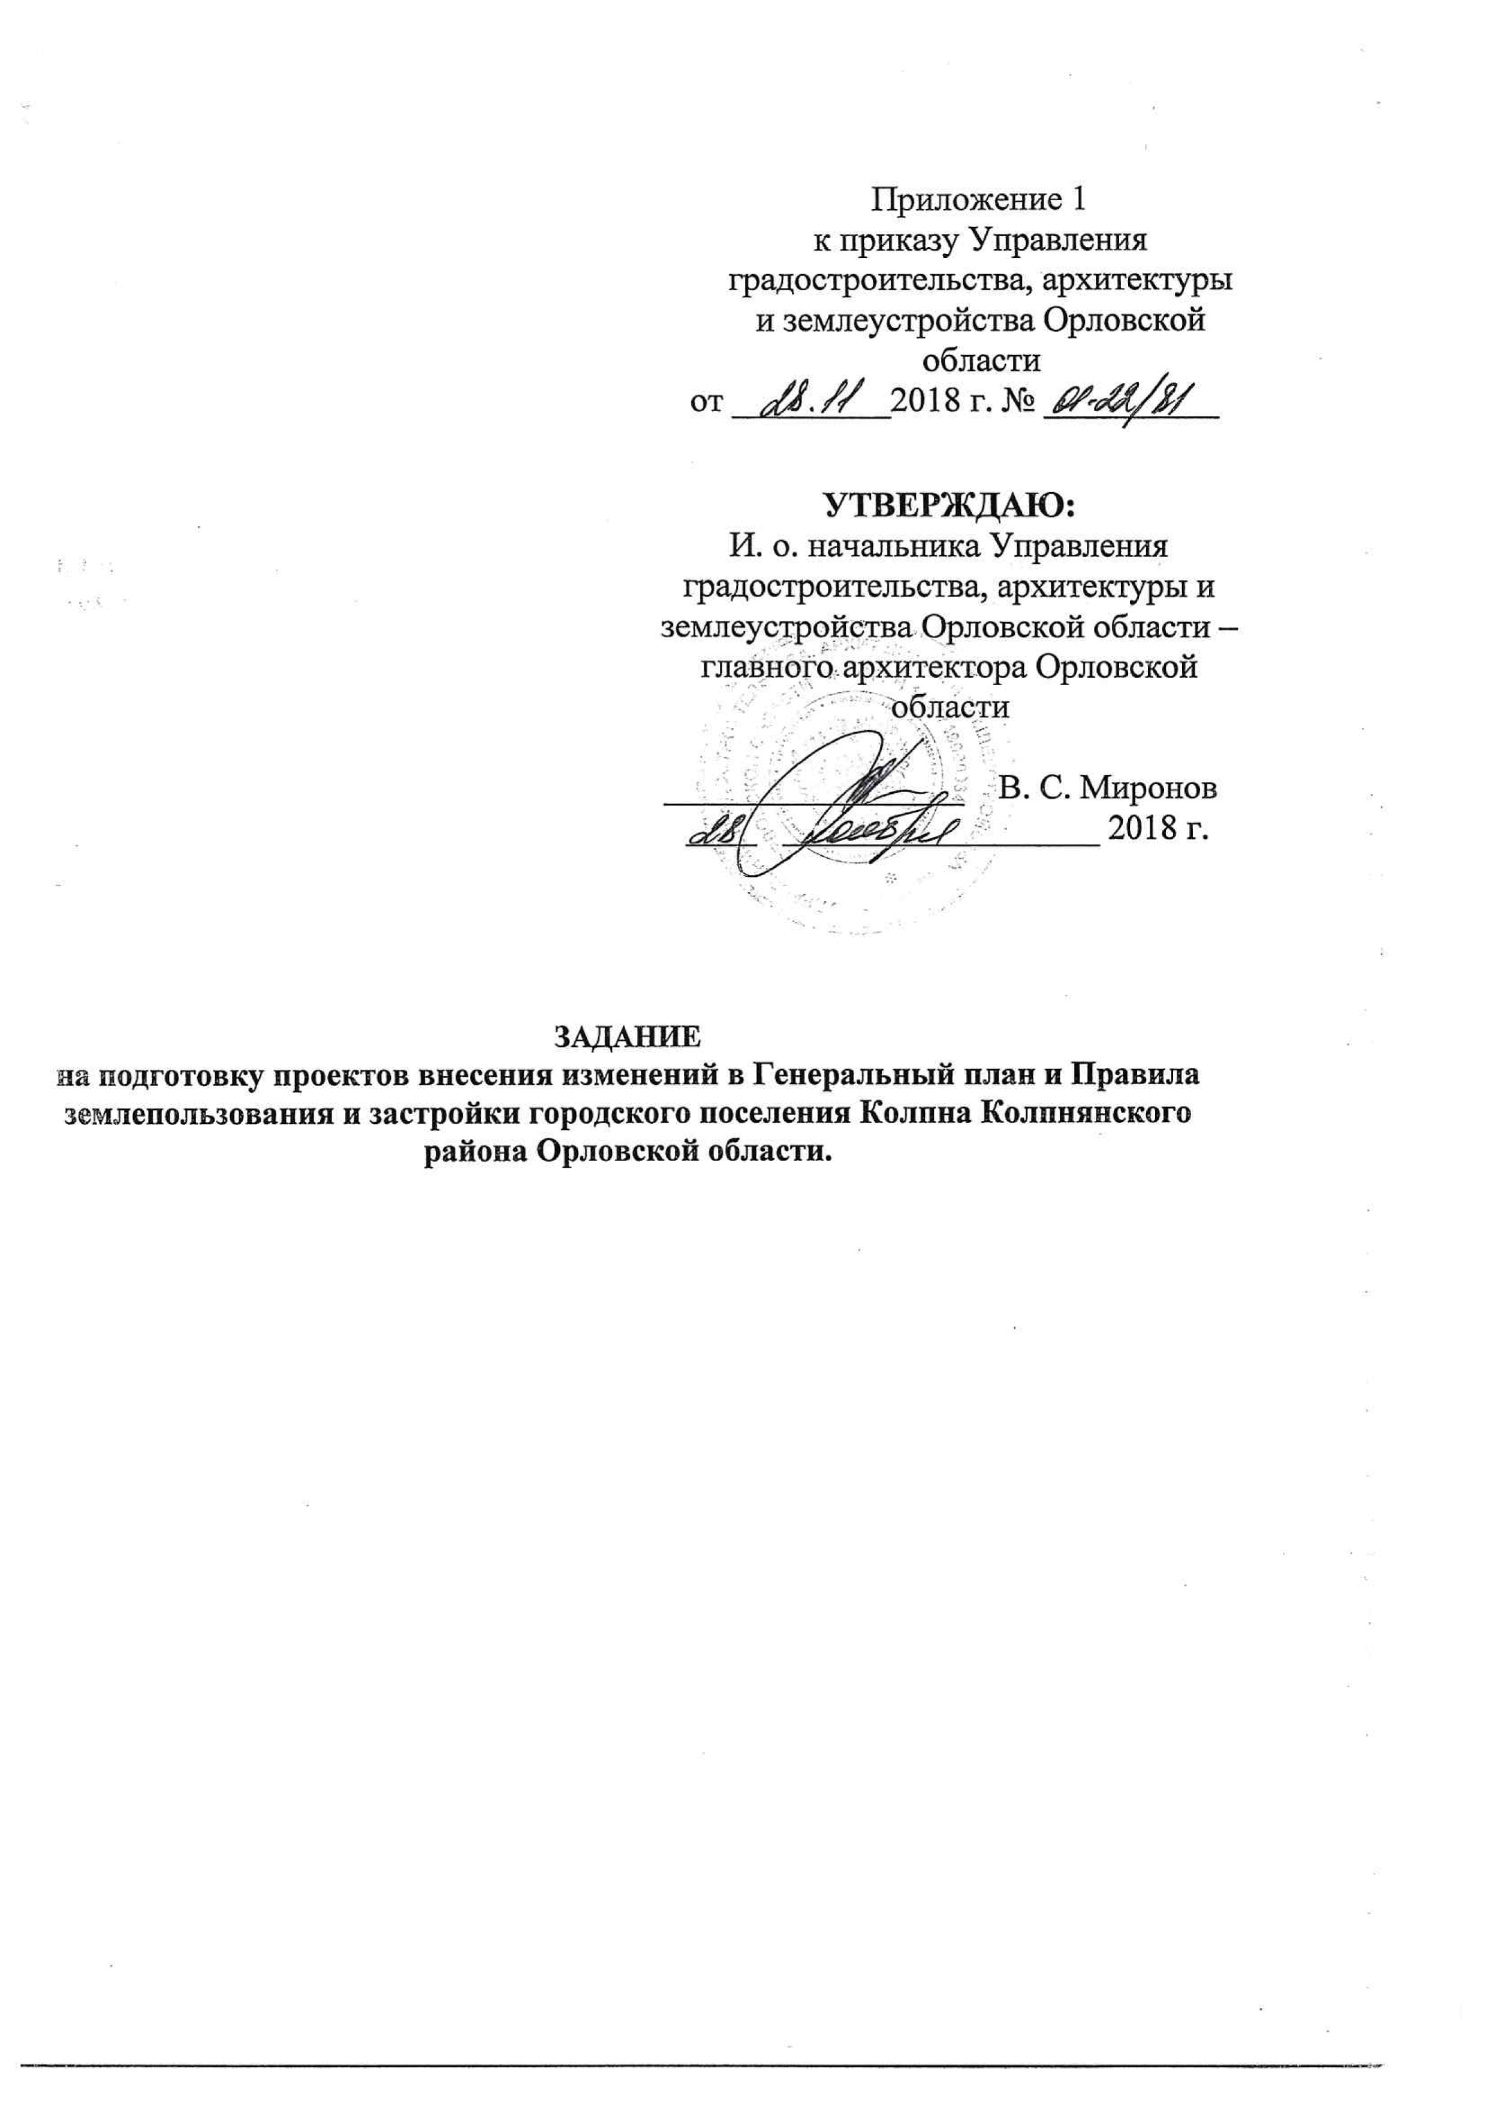 Приложение 1
к приказу Управления
градостроительства, архитектуры
и землеустройства Орловской
области
от 28.11 2018 г. № 01-22/81
УТВЕРЖДАЮ:
И. о. начальника Управления
градостроительства, архитектуры и
землеустройства Орловской области –
главного архитектора Орловской
области
В. С. Миронов
28 ноября 2018 г.
ЗАДАНИЕ
на подготовку проектов внесения изменений в Генеральный план и Правила
землепользования и застройки городского поселения Колпна Колпнянского
района Орловской области.